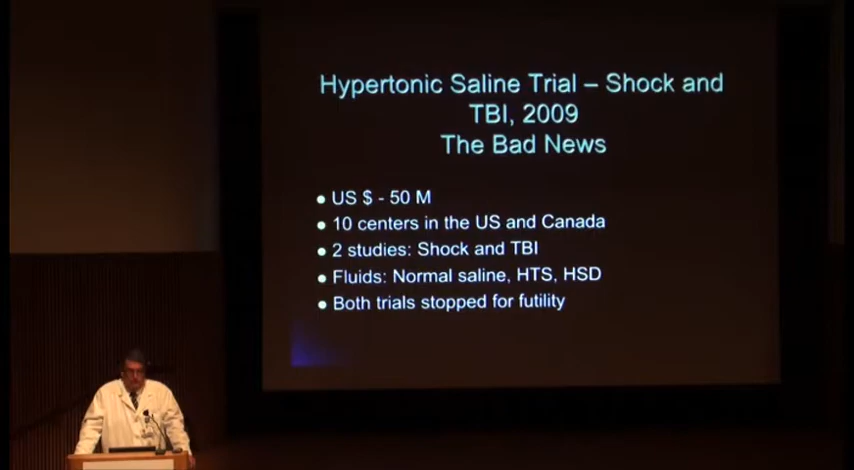 Hypertonic Saline Trial – Shock and
TBI, 2009
The Bad News
● US $ - 50 M
● 10 centers in the US and Canada
● 2 studies: Shock and TBI
● Fluids: Normal saline, HTS, HSD
● Both trials stopped for futility